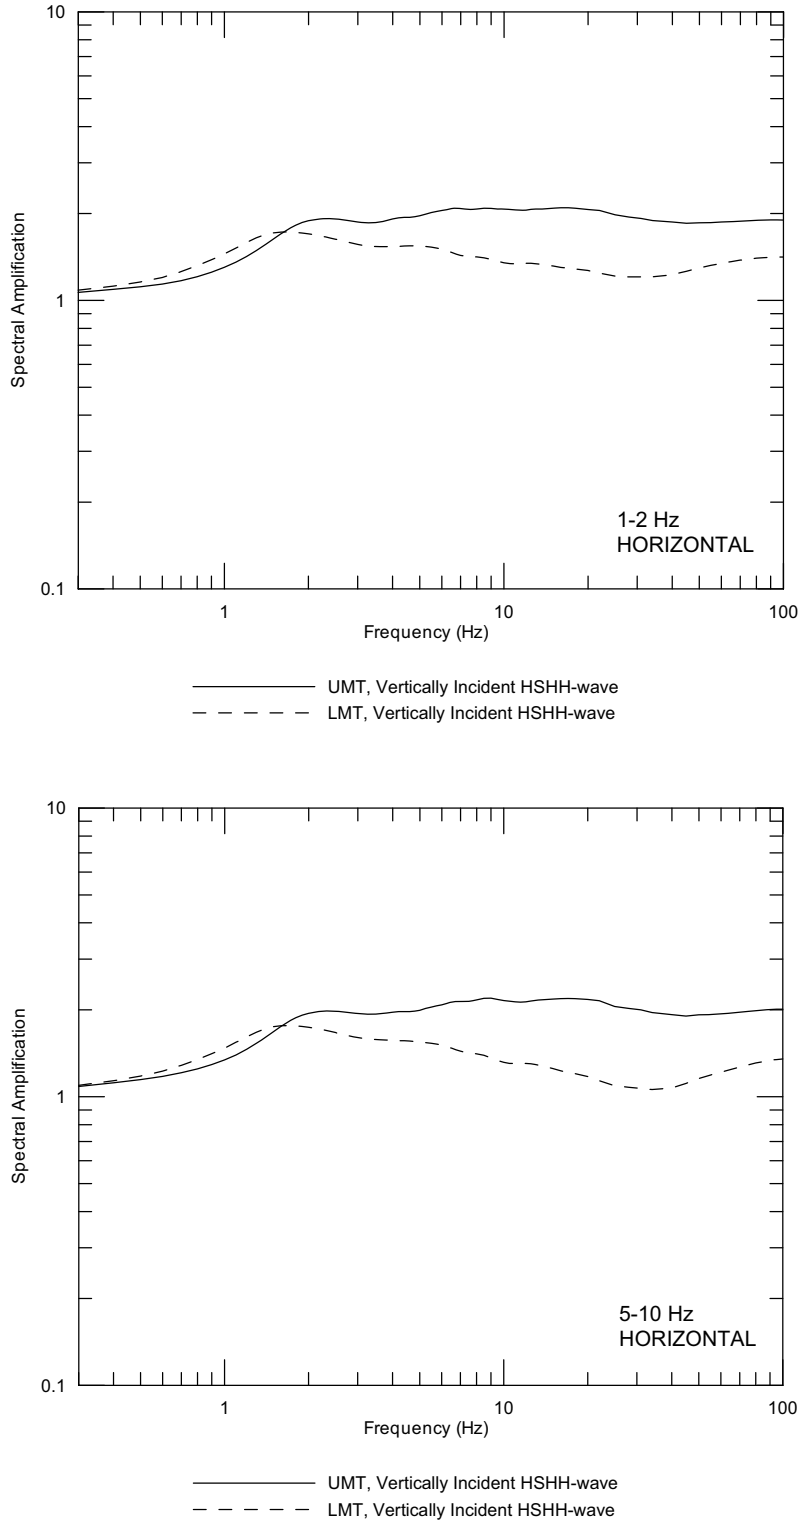 10
1
0.1
Spectral Amplification
1-2 Hz
HORIZONTAL
1
10
100
Frequency (Hz)
UMT, Vertically Incident HSHH-wave
LMT, Vertically Incident HSHH-wave
10
1
0.1
Spectral Amplification
5-10 Hz
HORIZONTAL
1
10
100
Frequency (Hz)
UMT, Vertically Incident HSHH-wave
LMT, Vertically Incident HSHH-wave